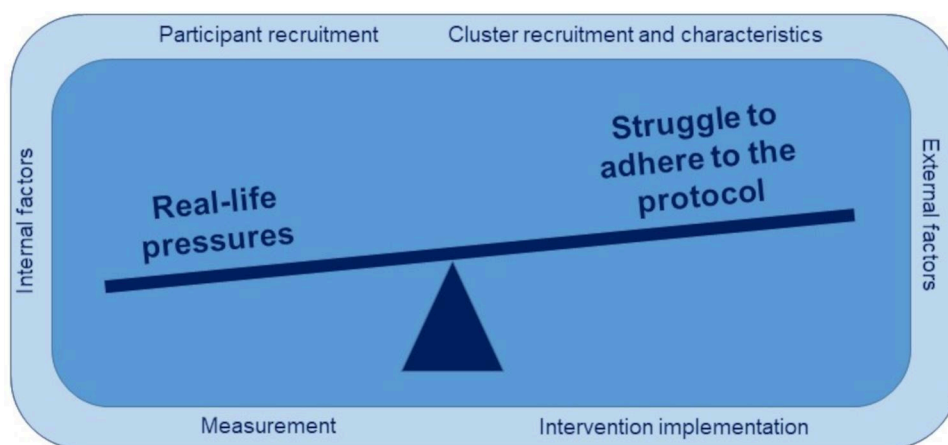 Participant recruitment
Cluster recruitment and characteristics
Internal factors
Real-life
pressures
Struggle to
adhere to the
protocol
External factors
Measurement
Intervention implementation